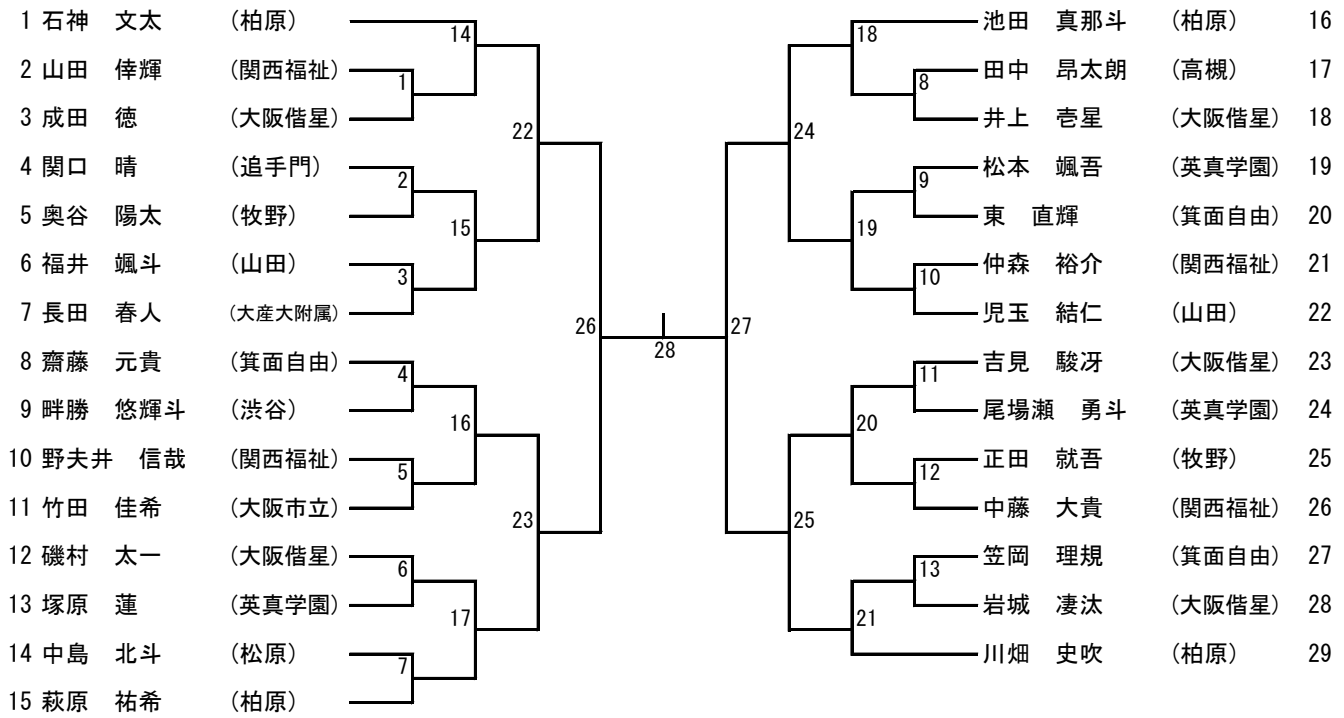 1 石神 文太 (柏原)
2 山田 倖輝 (関西福祉)
3 成田 徳 (大阪偕星)
4 関口 晴 (追手門)
5 奥谷 陽太 (牧野)
6 福井 颯斗 (山田)
7 長田 春人 (大産大附属)
8 齋藤 元貴 (箕面自由)
9 畔勝 悠輝斗 (渋谷)
10 野夫井 信哉 (関西福祉)
11 竹田 佳希 (大阪市立)
12 磯村 太一 (大阪偕星)
13 塚原 蓮 (英真学園)
14 中島 北斗 (松原)
15 萩原 祐希 (柏原)
1
2
3
4
5
6
7
14
15
16
17
22
23
26
28
27
24
25
18
19
20
21
8
9
10
11
12
13
池田 真那斗 (柏原) 16
田中 昂太朗 (高槻) 17
井上 壱星 (大阪偕星) 18
松本 颯吾 (英真学園) 19
東 直輝 (箕面自由) 20
仲森 裕介 (関西福祉) 21
児玉 結仁 (山田) 22
吉見 駿冴 (大阪偕星) 23
尾場瀬 勇斗 (英真学園) 24
正田 就吾 (牧野) 25
中藤 大貴 (関西福祉) 26
笠岡 理規 (箕面自由) 27
岩城 凄汰 (大阪偕星) 28
川畑 史吹 (柏原) 29